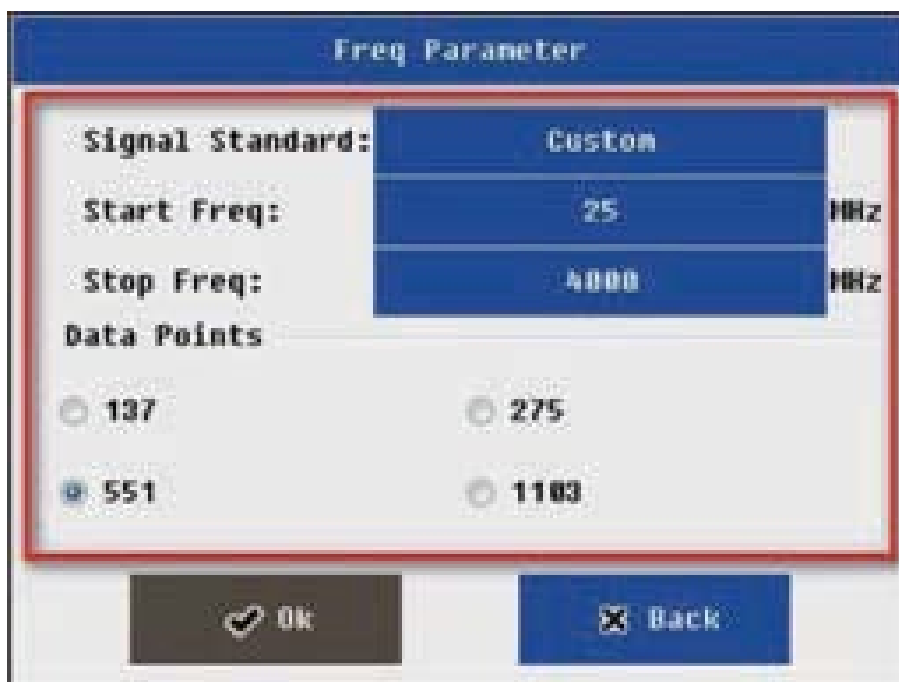 Freq Parameter
Signal Standard: Custom
Start Freq: 25 MHz
Stop Freq: 4000 MHz
Data Points
137 275
551 1103
Ok Back